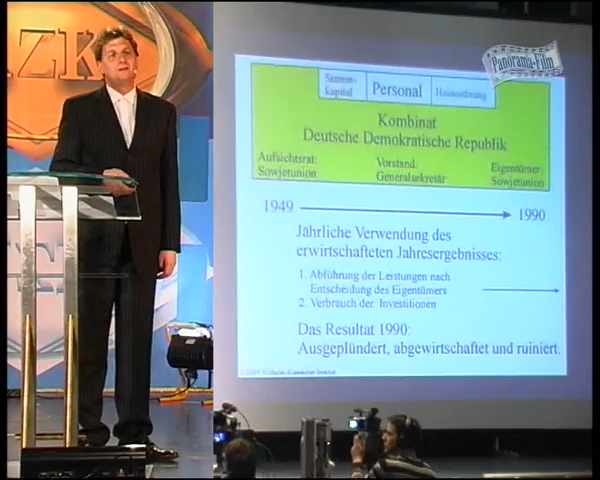 AZK
Panorama-Film
Stamm-
kapital
Personal
Hausordnung
Kombinat
Deutsche Demokratische Republik
Aufsichtsrat:
Sowjetunion
Vorstand:
Generalsekretär
Eigentümer:
Sowjetunion
1949
1990
Jährliche Verwendung des
erwirtschafteten Jahresergebnisses:
1. Abführung der Leistungen nach
Entscheidung des Eigentümers
2. Verbrauch der Investitionen
Das Resultat 1990:
Ausgeplündert, abgewirtschaftet und ruiniert.